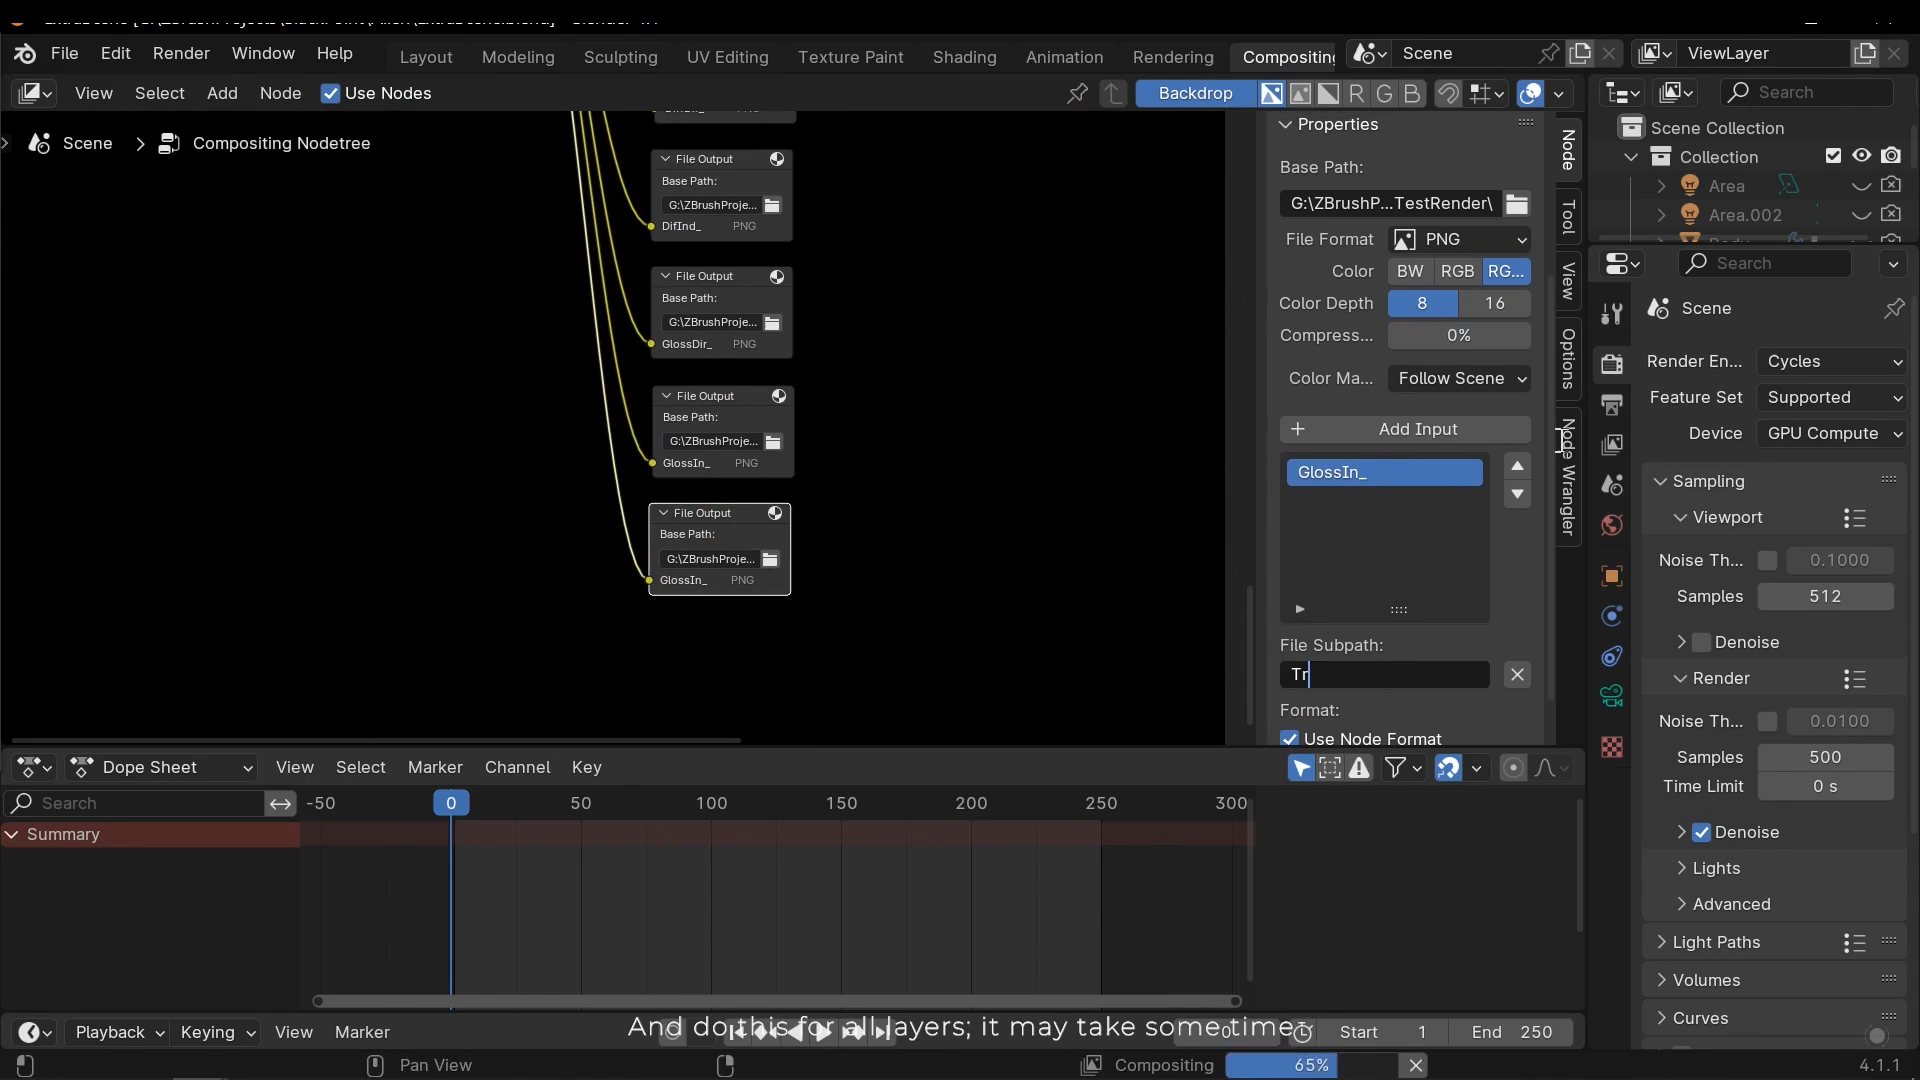 File Edit Render Window Help
Layout Modeling Sculpting UV Editing Texture Paint Shading Animation Rendering Compositing
Scene ViewLayer
View Select Add Node Use Nodes
Backdrop R G B
Search
Scene > Compositing Nodetree
Scene Collection
Collection
Area
Area.002
File Output
Base Path:
G:\ZBrushProje...
DifInd_ PNG
File Output
Base Path:
G:\ZBrushProje...
GlossDir_ PNG
File Output
Base Path:
G:\ZBrushProje...
GlossIn_ PNG
File Output
Base Path:
G:\ZBrushProje...
GlossIn_ PNG
Properties
Base Path:
G:\ZBrushP...TestRender\
File Format PNG
Color BW RGB RG...
Color Depth 8 16
Compress... 0%
Color Ma... Follow Scene
+ Add Input
GlossIn_
File Subpath:
Tr
Format:
Use Node Format
Node
Tool
View
Options
Node Wrangler
Search
Scene
Render En... Cycles
Feature Set Supported
Device GPU Compute
Sampling
Viewport
Noise Th... 0.1000
Samples 512
Denoise
Render
Noise Th... 0.0100
Samples 500
Time Limit 0 s
Denoise
Lights
Advanced
Light Paths
Volumes
Curves
Dope Sheet View Select Marker Channel Key
Search
-50 0 50 100 150 200 250 300
Summary
Playback Keying View Marker
And do this for all layers; it may take some time.
0 Start 1 End 250
Pan View
Compositing 65%
4.1.1